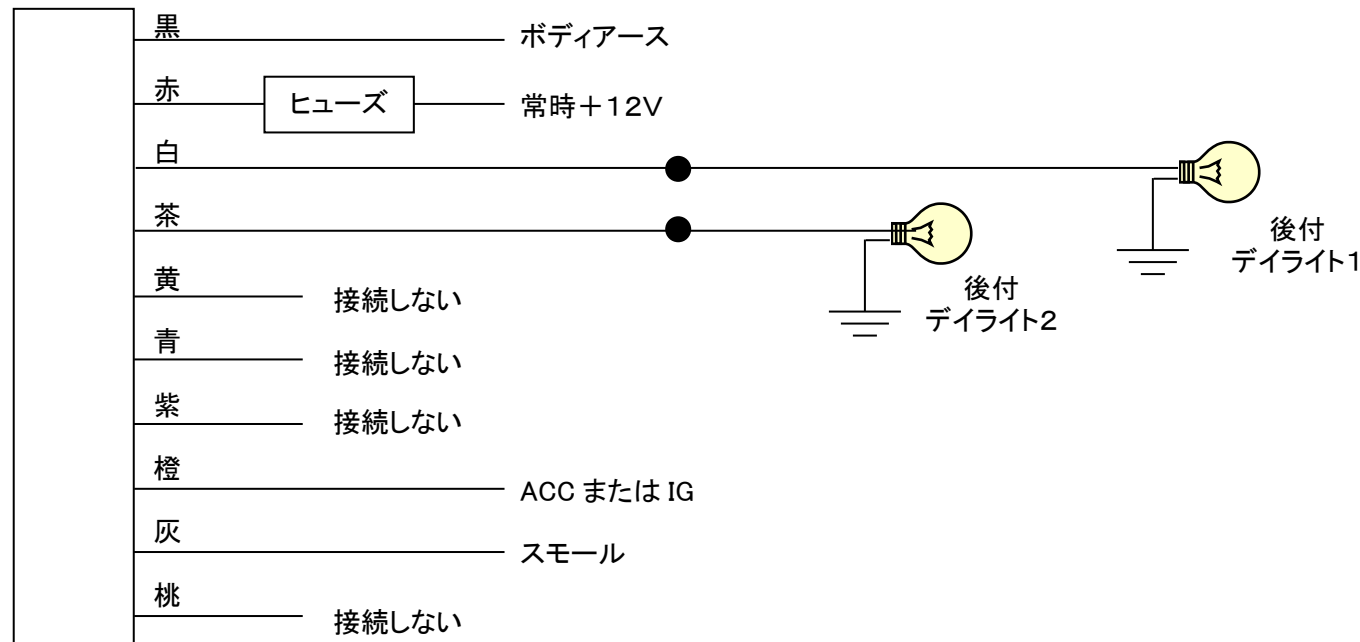 黒
ボディアース
赤
ヒューズ
常時＋１２Ｖ
白
後付
デイライト１
茶
後付
デイライト２
黄
接続しない
青
接続しない
紫
接続しない
橙
ACC または IG
灰
スモール
桃
接続しない